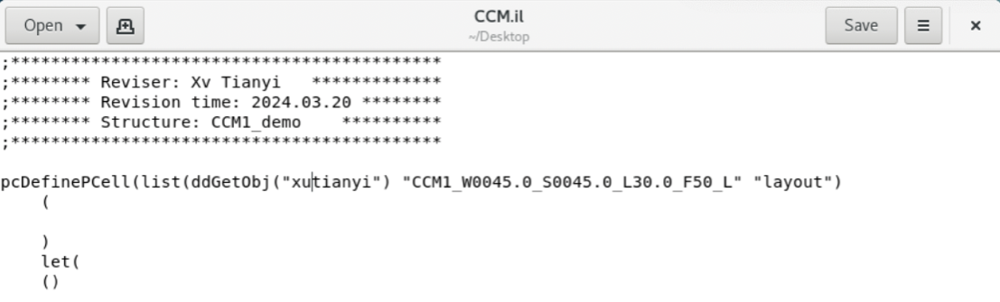 Open
CCM.il
~/Desktop
Save
;*******************************************
;******** Reviser: Xv Tianyi   *************
;******** Revision time: 2024.03.20 ********
;******** Structure: CCM1_demo    **********
;*******************************************
pcDefinePCell(list(ddGetObj("xutianyi") "CCM1_W0045.0_S0045.0_L30.0_F50_L" "layout")
(
)
let(
()